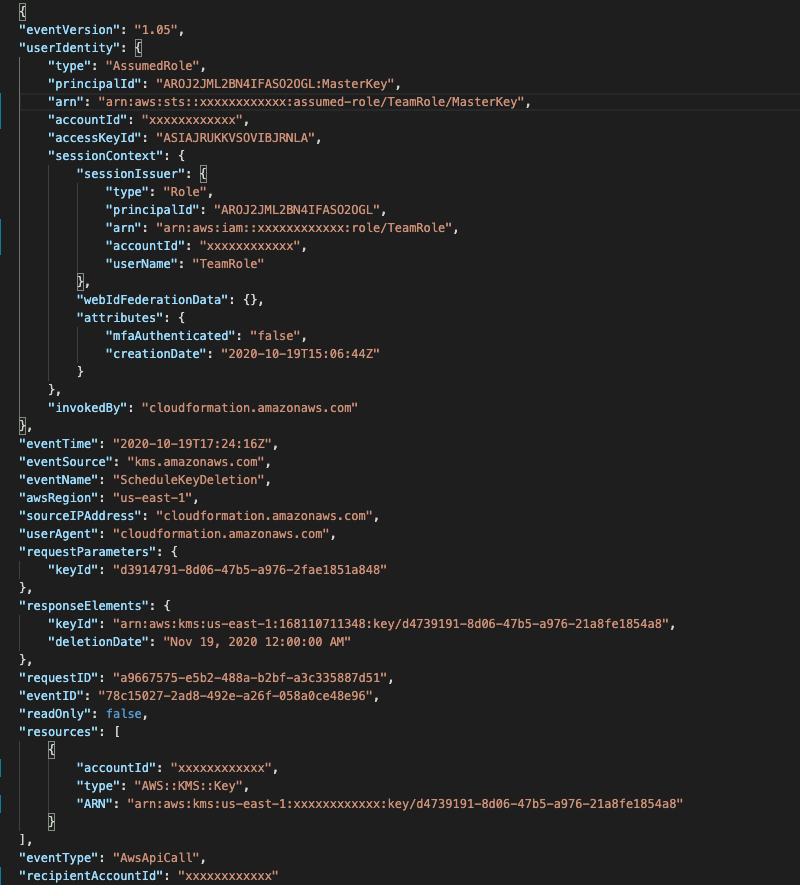 {
"eventVersion": "1.05",
"userIdentity": {
"type": "AssumedRole",
"principalId": "AROJ2JML2BN4IFASO2OGL:MasterKey",
"arn": "arn:aws:sts::xxxxxxxxxxxx:assumed-role/TeamRole/MasterKey",
"accountId": "xxxxxxxxxxxx",
"accessKeyId": "ASIAJRUKKVSOVIBJRNLA",
"sessionContext": {
"sessionIssuer": {
"type": "Role",
"principalId": "AROJ2JML2BN4IFASO2OGL",
"arn": "arn:aws:iam::xxxxxxxxxxxx:role/TeamRole",
"accountId": "xxxxxxxxxxxx",
"userName": "TeamRole"
},
"webIdFederationData": {},
"attributes": {
"mfaAuthenticated": "false",
"creationDate": "2020-10-19T15:06:44Z"
}
},
"invokedBy": "cloudformation.amazonaws.com"
},
"eventTime": "2020-10-19T17:24:16Z",
"eventSource": "kms.amazonaws.com",
"eventName": "ScheduleKeyDeletion",
"awsRegion": "us-east-1",
"sourceIPAddress": "cloudformation.amazonaws.com",
"userAgent": "cloudformation.amazonaws.com",
"requestParameters": {
"keyId": "d3914791-8d06-47b5-a976-2fae1851a848"
},
"responseElements": {
"keyId": "arn:aws:kms:us-east-1:168110711348:key/d4739191-8d06-47b5-a976-21a8fe1854a8",
"deletionDate": "Nov 19, 2020 12:00:00 AM"
},
"requestID": "a9667575-e5b2-488a-b2bf-a3c335887d51",
"eventID": "78c15027-2ad8-492e-a26f-058a0ce48e96",
"readOnly": false,
"resources": [
{
"accountId": "xxxxxxxxxxxx",
"type": "AWS::KMS::Key",
"ARN": "arn:aws:kms:us-east-1:xxxxxxxxxxxx:key/d4739191-8d06-47b5-a976-21a8fe1854a8"
}
],
"eventType": "AwsApiCall",
"recipientAccountId": "xxxxxxxxxxxx"